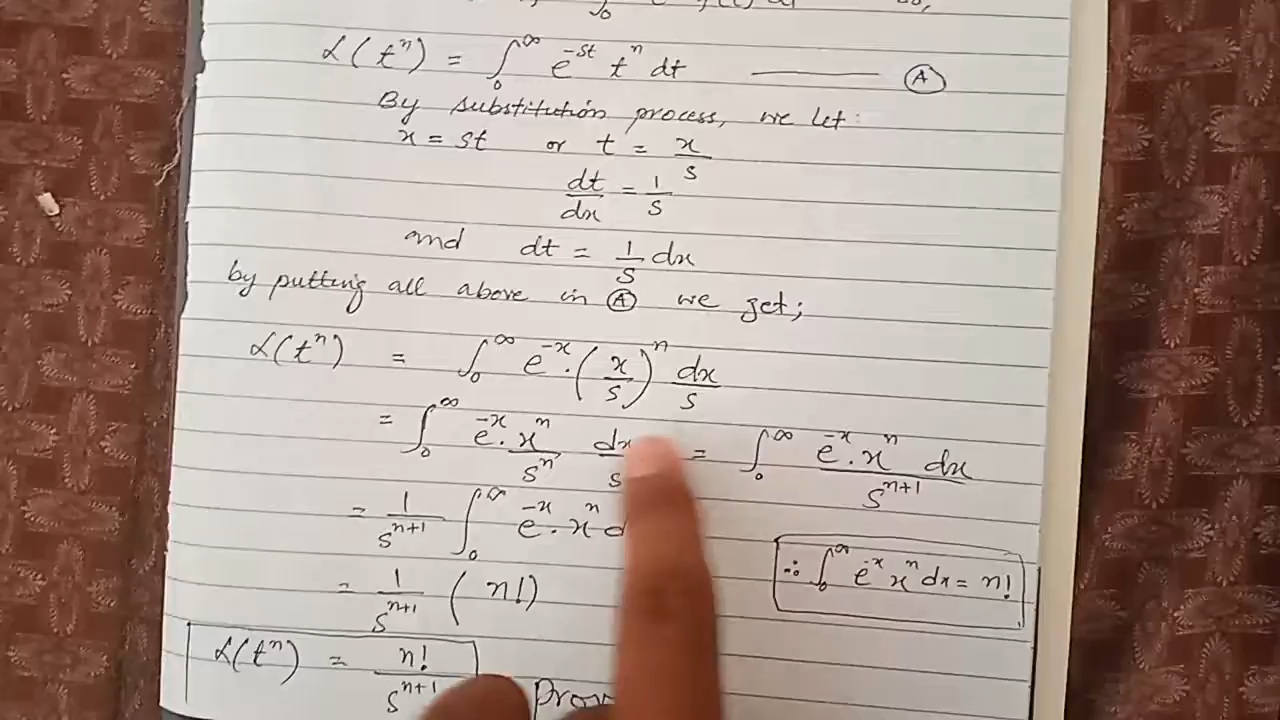 L(tⁿ) = ∫₀^∞ e^-st tⁿ dt ——— Ⓐ
By substitution process, we let:
x = st or t = x/s
dt/dx = 1/s
and dt = 1/s dx
by putting all above in Ⓐ we get;
L(tⁿ) = ∫₀^∞ e^-x . (x/s)ⁿ dx/s
= ∫₀^∞ e^-x . xⁿ/sⁿ dx/s = ∫₀^∞ e^-x . xⁿ dx / s^n+1
= 1/s^n+1 ∫₀^∞ e^-x . xⁿ d
∴ ∫₀^∞ e^-x xⁿ dx = n!
= 1/s^n+1 ( n!)
L(tⁿ) = n!/s^n+1